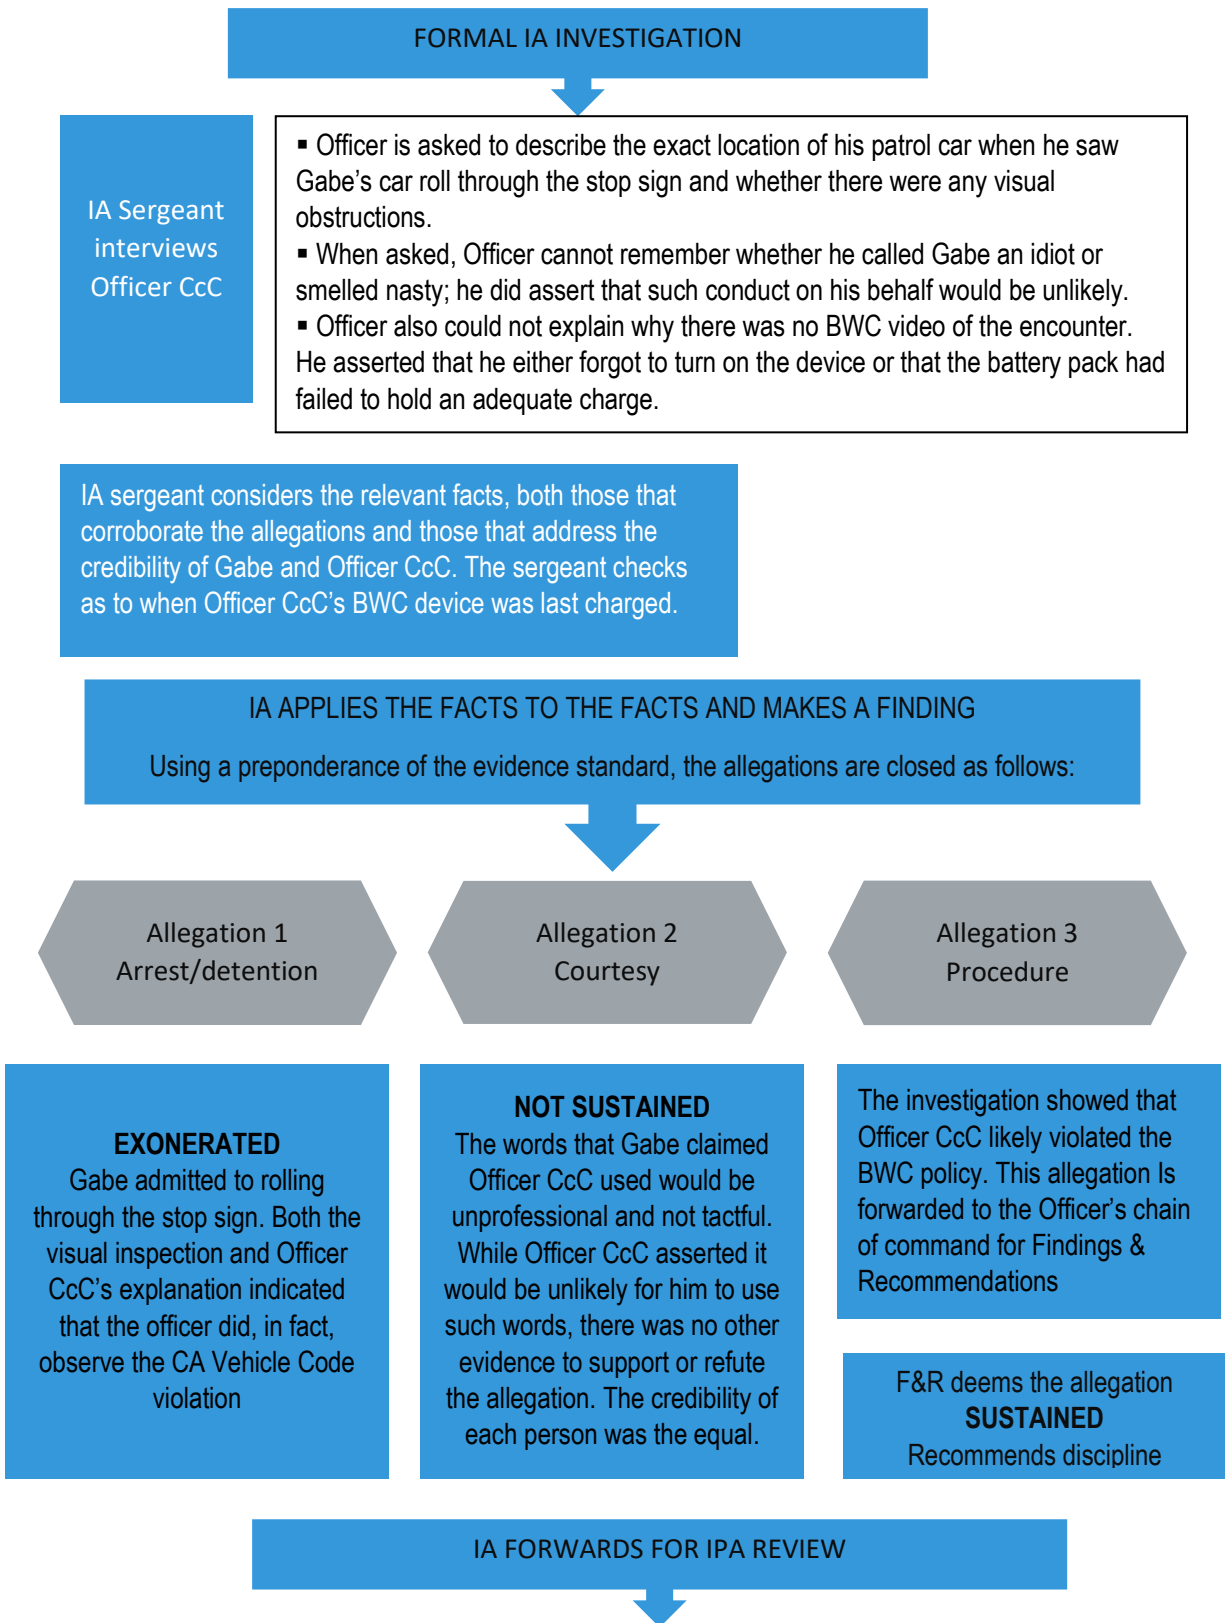 FORMAL IA INVESTIGATION
IA Sergeant
interviews
Officer CcC
▪ Officer is asked to describe the exact location of his patrol car when he saw
Gabe’s car roll through the stop sign and whether there were any visual
obstructions.
▪ When asked, Officer cannot remember whether he called Gabe an idiot or
smelled nasty; he did assert that such conduct on his behalf would be unlikely.
▪ Officer also could not explain why there was no BWC video of the encounter.
He asserted that he either forgot to turn on the device or that the battery pack had
failed to hold an adequate charge.
IA sergeant considers the relevant facts, both those that
corroborate the allegations and those that address the
credibility of Gabe and Officer CcC. The sergeant checks
as to when Officer CcC’s BWC device was last charged.
IA APPLIES THE FACTS TO THE FACTS AND MAKES A FINDING
Using a preponderance of the evidence standard, the allegations are closed as follows:
Allegation 1
Arrest/detention
Allegation 2
Courtesy
Allegation 3
Procedure
EXONERATED
Gabe admitted to rolling
through the stop sign. Both the
visual inspection and Officer
CcC’s explanation indicated
that the officer did, in fact,
observe the CA Vehicle Code
violation
NOT SUSTAINED
The words that Gabe claimed
Officer CcC used would be
unprofessional and not tactful.
While Officer CcC asserted it
would be unlikely for him to use
such words, there was no other
evidence to support or refute
the allegation. The credibility of
each person was the equal.
The investigation showed that
Officer CcC likely violated the
BWC policy. This allegation Is
forwarded to the Officer’s chain
of command for Findings &
Recommendations
F&R deems the allegation
SUSTAINED
Recommends discipline
IA FORWARDS FOR IPA REVIEW